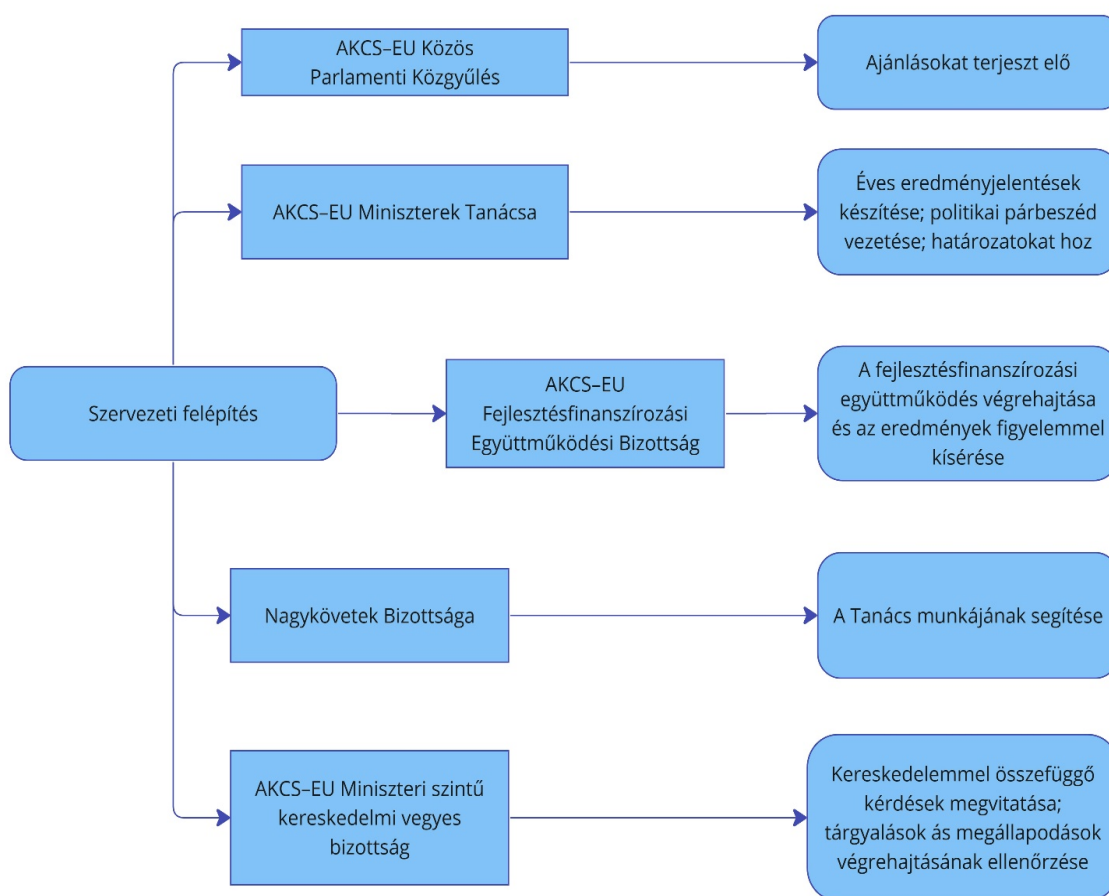 AKCS–EU Közös
Parlamenti Közgyűlés
Ajánlásokat terjeszt elő
AKCS–EU Miniszterek Tanácsa
Éves eredményjelentések
készítése; politikai párbeszéd
vezetése; határozatokat hoz
Szervezeti felépítés
AKCS–EU
Fejlesztésfinanszírozási
Együttműködési Bizottság
A fejlesztésfinanszírozási
együttműködés végrehajtása
és az eredmények figyelemmel
kísérése
Nagykövetek Bizottsága
A Tanács munkájának segítése
AKCS–EU Miniszteri szintű
kereskedelmi vegyes
bizottság
Kereskedelemmel összefüggő
kérdések megvitatása;
tárgyalások ás megállapodások
végrehajtásának ellenőrzése